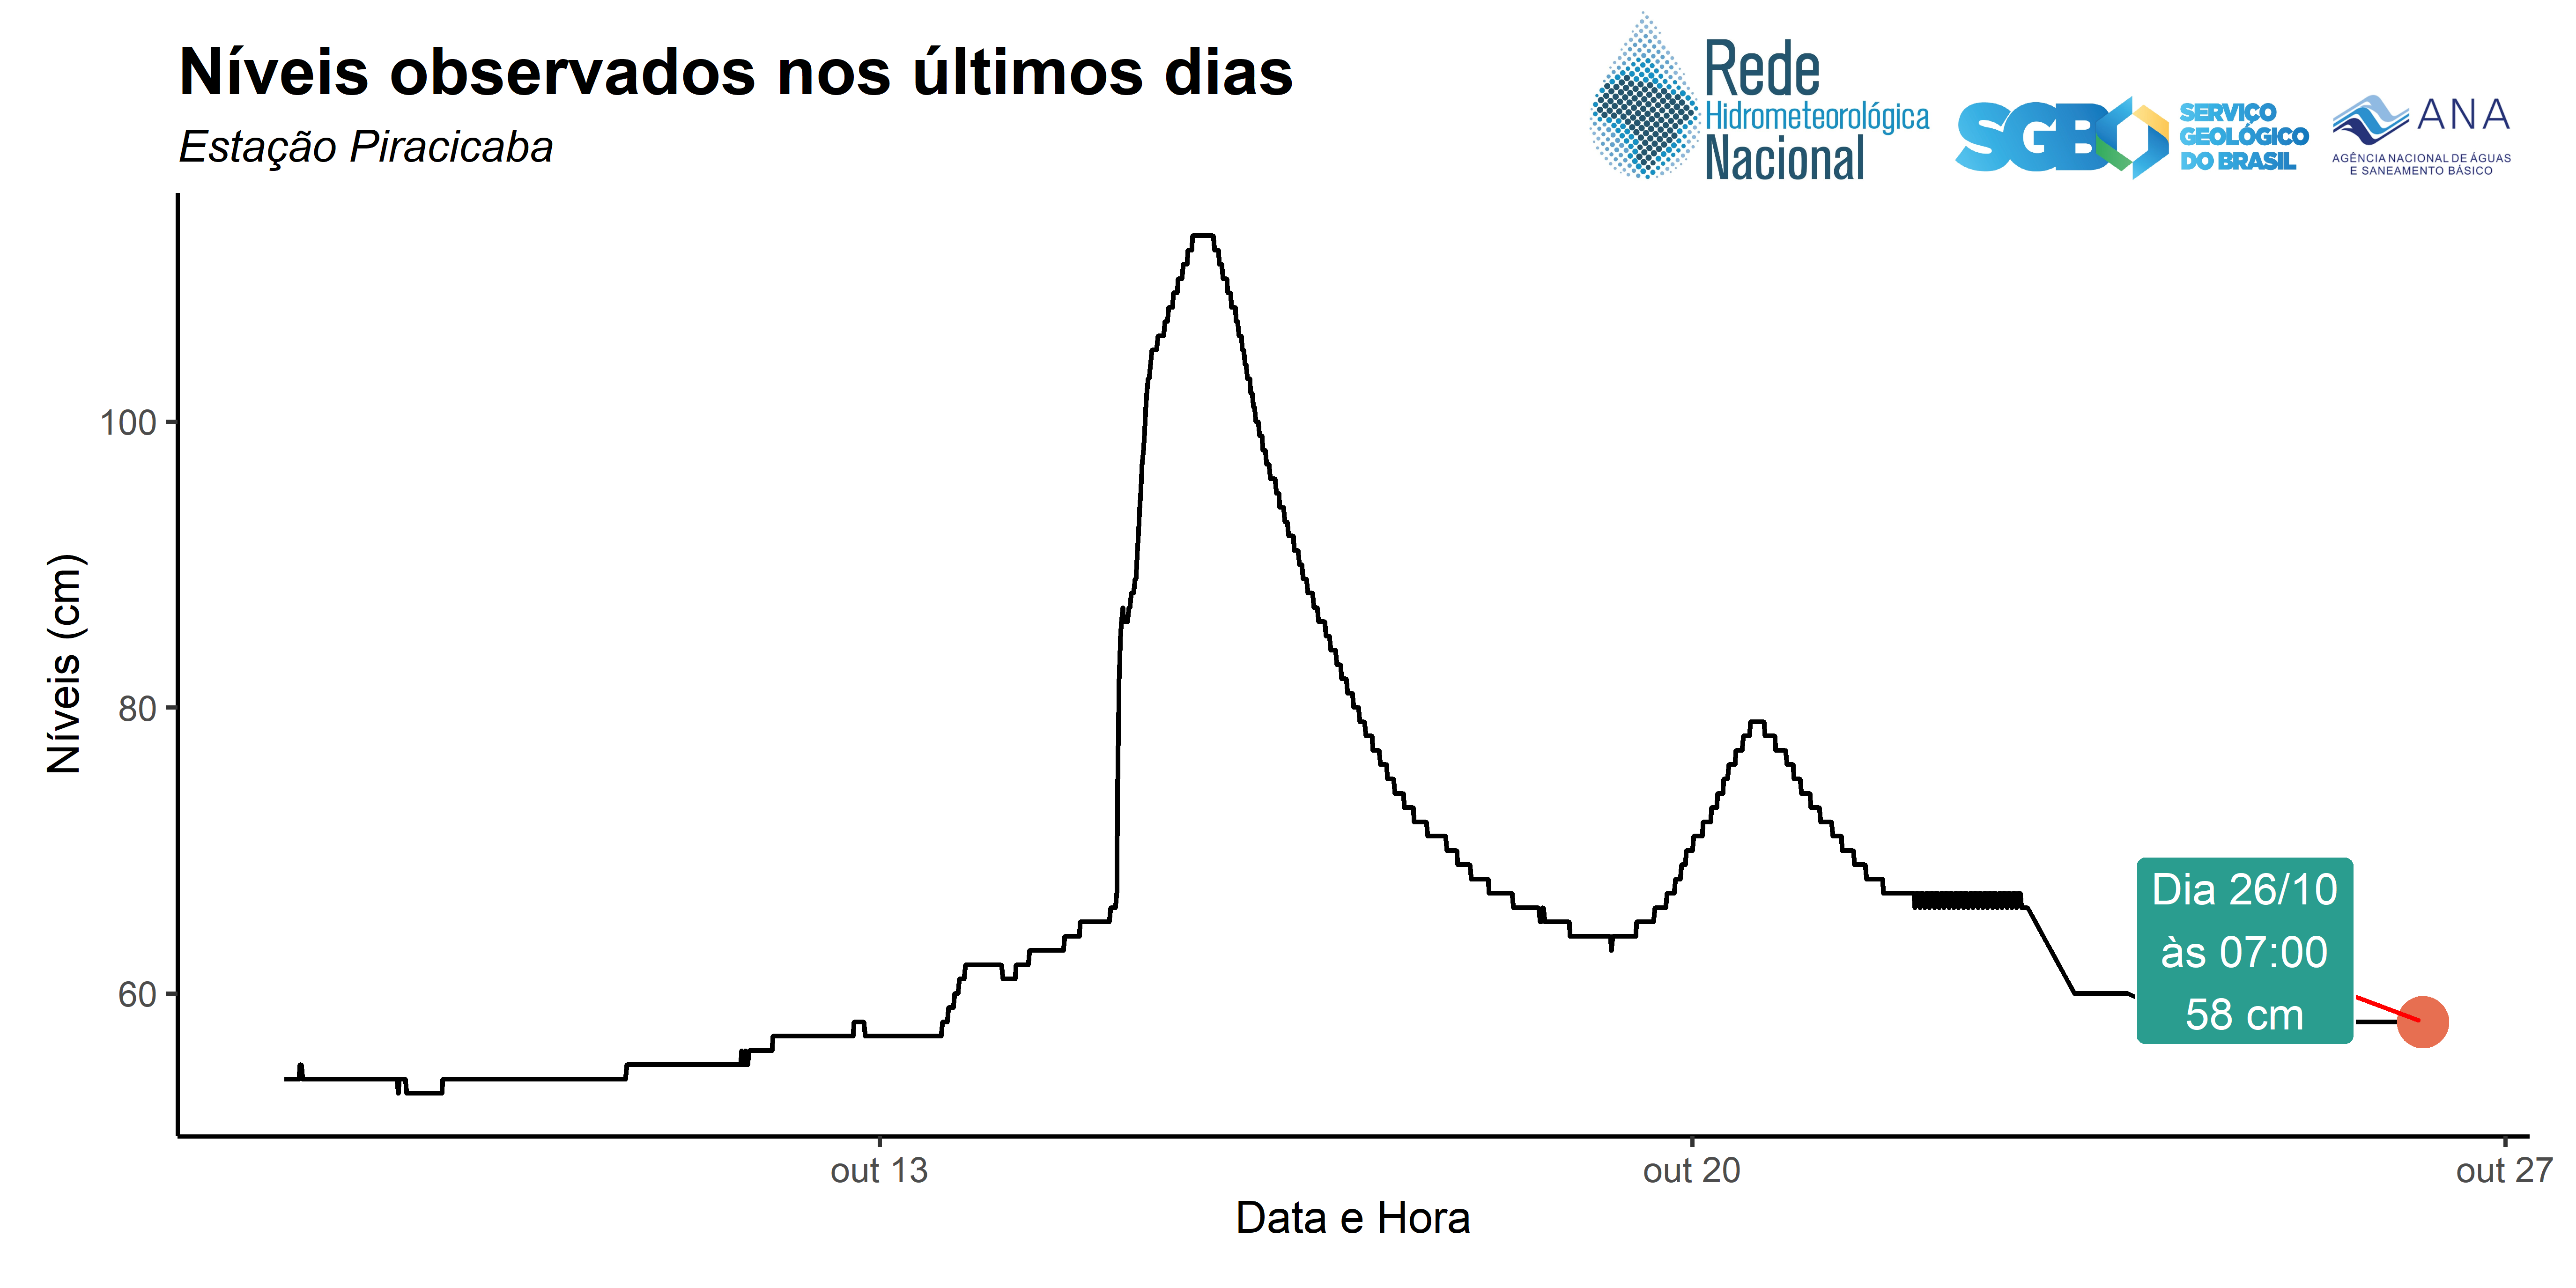 Níveis observados nos últimos dias
Estação Piracicaba
Rede
Hidrometeorológica
Nacional
SGB
SERVIÇO
GEOLÓGICO
DO BRASIL
ANA
AGÊNCIA NACIONAL DE ÁGUAS
E SANEAMENTO BÁSICO
Níveis (cm)
100
80
60
Dia 26/10
às 07:00
58 cm
out 13
out 20
out 27
Data e Hora